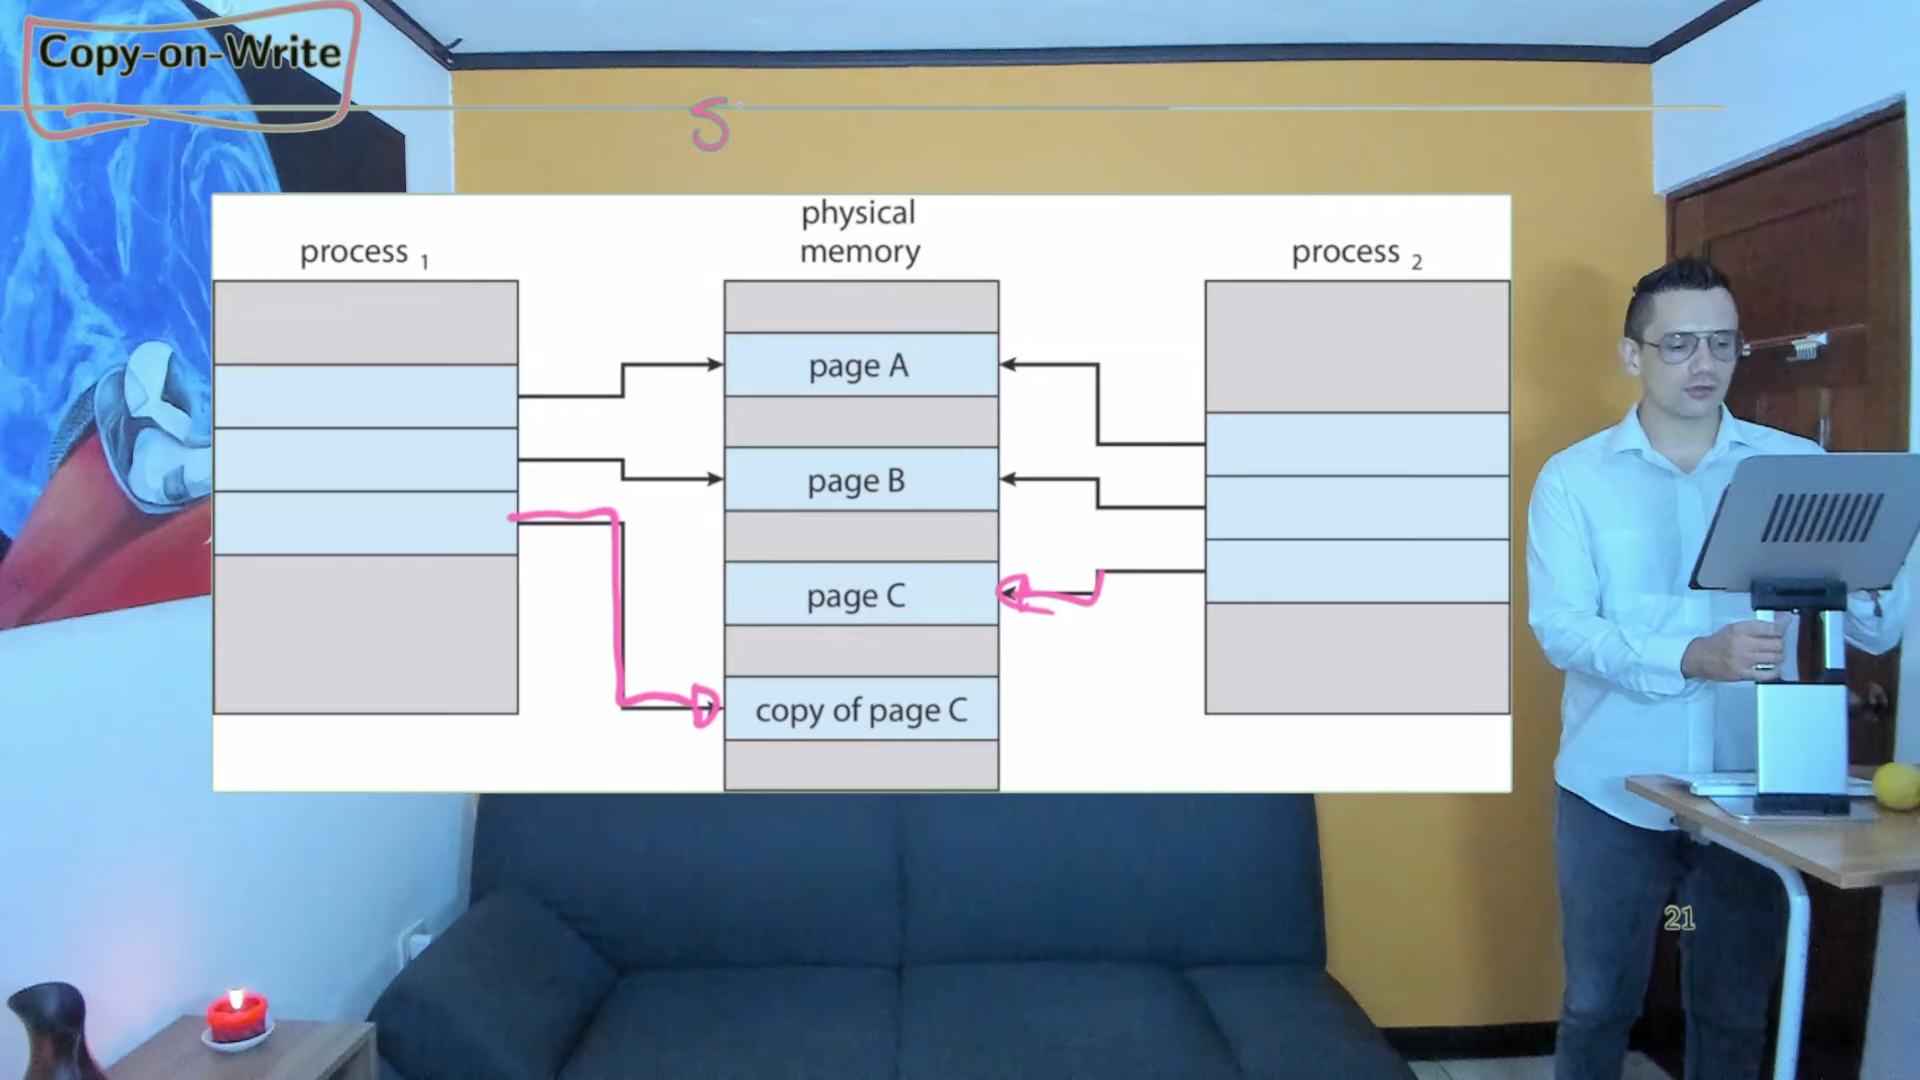 Copy-on-Write
S
physical
memory
process 1
process 2
page A
page B
page C
copy of page C
21